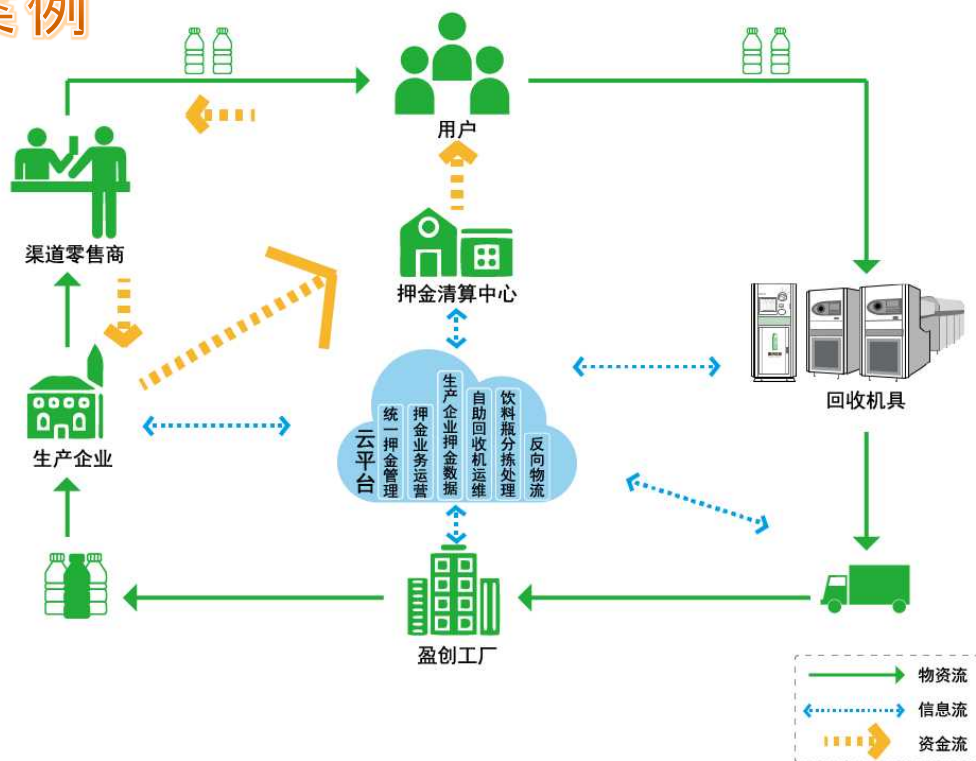 案例
用户
渠道零售商
押金清算中心
回收机具
生产企业
云平台
统一押金管理
押金业务运营
生产企业押金数据
自助回收机运维
饮料瓶分拣处理
反向物流
盈创工厂
物资流
信息流
资金流